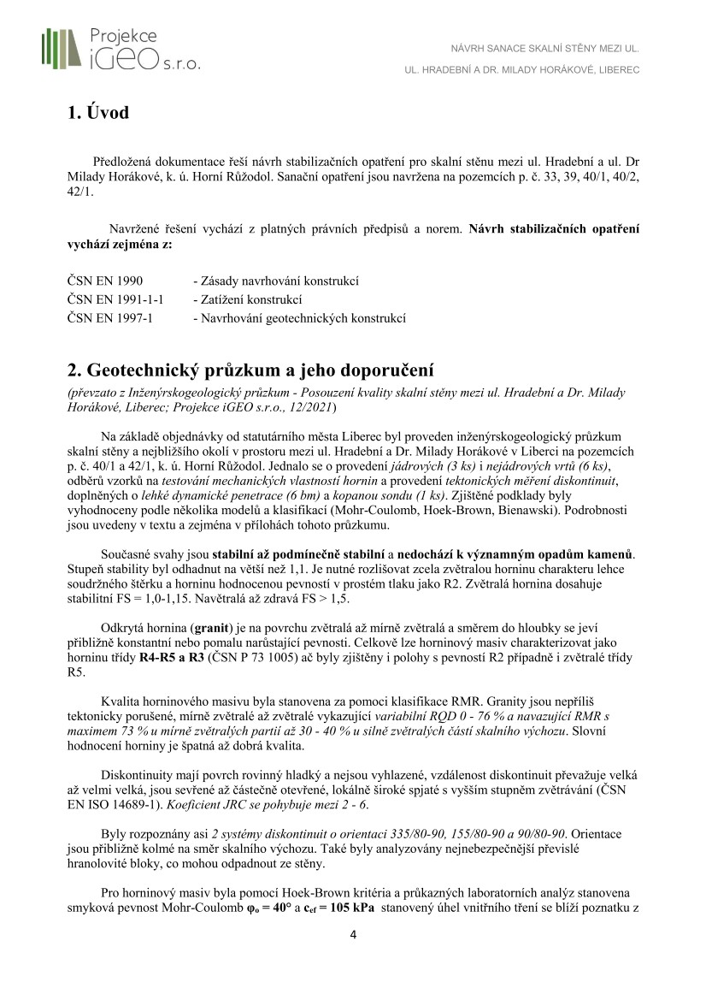 Projekce
iGEO s.r.o.
NÁVRH SANACE SKALNÍ STĚNY MEZI UL.
UL. HRADEBNÍ A DR. MILADY HORÁKOVÉ, LIBEREC
1. Úvod
Předložená dokumentace řeší návrh stabilizačních opatření pro skalní stěnu mezi ul. Hradební a ul. Dr
Milady Horákové, k. ú. Horní Růžodol. Sanační opatření jsou navržena na pozemcích p. č. 33, 39, 40/1, 40/2,
42/1.
Navržené řešení vychází z platných právních předpisů a norem. Návrh stabilizačních opatření
vychází zejména z:
ČSN EN 1990 - Zásady navrhování konstrukcí
ČSN EN 1991-1-1 - Zatížení konstrukcí
ČSN EN 1997-1 - Navrhování geotechnických konstrukcí
2. Geotechnický průzkum a jeho doporučení
(převzato z Inženýrskogeologický průzkum - Posouzení kvality skalní stěny mezi ul. Hradební a Dr. Milady
Horákové, Liberec; Projekce iGEO s.r.o., 12/2021)
Na základě objednávky od statutárního města Liberec byl proveden inženýrskogeologický průzkum
skalní stěny a nejbližšího okolí v prostoru mezi ul. Hradební a Dr. Milady Horákové v Liberci na pozemcích
p. č. 40/1 a 42/1, k. ú. Horní Růžodol. Jednalo se o provedení jádrových (3 ks) i nejádrových vrtů (6 ks),
odběrů vzorků na testování mechanických vlastností hornin a provedení tektonických měření diskontinuit,
doplněných o lehké dynamické penetrace (6 bm) a kopanou sondu (1 ks). Zjištěné podklady byly
vyhodnoceny podle několika modelů a klasifikací (Mohr-Coulomb, Hoek-Brown, Bienawski). Podrobnosti
jsou uvedeny v textu a zejména v přílohách tohoto průzkumu.
Současné svahy jsou stabilní až podmínečně stabilní a nedochází k významným opadům kamenů.
Stupeň stability byl odhadnut na větší než 1,1. Je nutné rozlišovat zcela zvětralou horninu charakteru lehce
soudržného štěrku a horninu hodnocenou pevností v prostém tlaku jako R2. Zvětralá hornina dosahuje
stabilitní FS = 1,0-1,15. Navětralá až zdravá FS > 1,5.
Odkrytá hornina (granit) je na povrchu zvětralá až mírně zvětralá a směrem do hloubky se jeví
přibližně konstantní nebo pomalu narůstající pevnosti. Celkově lze horninový masiv charakterizovat jako
horninu třídy R4-R5 a R3 (ČSN P 73 1005) ač byly zjištěny i polohy s pevností R2 případně i zvětralé třídy
R5.
Kvalita horninového masivu byla stanovena za pomoci klasifikace RMR. Granity jsou nepříliš
tektonicky porušené, mírně zvětralé až zvětralé vykazující variabilní RQD 0 - 76 % a navazující RMR s
maximem 73 % u mírně zvětralých partií až 30 - 40 % u silně zvětralých částí skalního výchozu. Slovní
hodnocení horniny je špatná až dobrá kvalita.
Diskontinuity mají povrch rovinný hladký a nejsou vyhlazené, vzdálenost diskontinuit převažuje velká
až velmi velká, jsou sevřené až částečně otevřené, lokálně široké spjaté s vyšším stupněm zvětrávání (ČSN
EN ISO 14689-1). Koeficient JRC se pohybuje mezi 2 - 6.
Byly rozpoznány asi 2 systémy diskontinuit o orientaci 335/80-90, 155/80-90 a 90/80-90. Orientace
jsou přibližně kolmé na směr skalního výchozu. Také byly analyzovány nejnebezpečnější převislé
hranolovité bloky, co mohou odpadnout ze stěny.
Pro horninový masiv byla pomocí Hoek-Brown kritéria a průkazných laboratorních analýz stanovena
smyková pevnost Mohr-Coulomb φo = 40° a cef = 105 kPa stanovený úhel vnitřního tření se blíží poznatku z
4